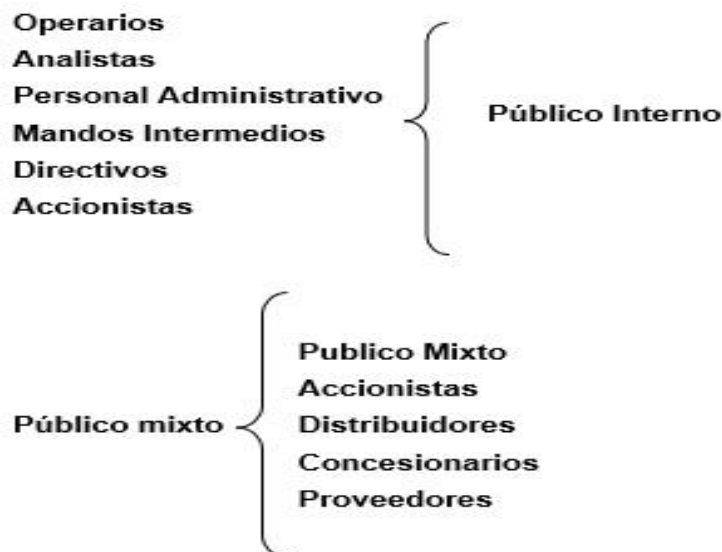 Operarios
Analistas
Personal Administrativo
Mandos Intermedios
Directivos
Accionistas
Público Interno
Público mixto
Publico Mixto
Accionistas
Distribuidores
Concesionarios
Proveedores